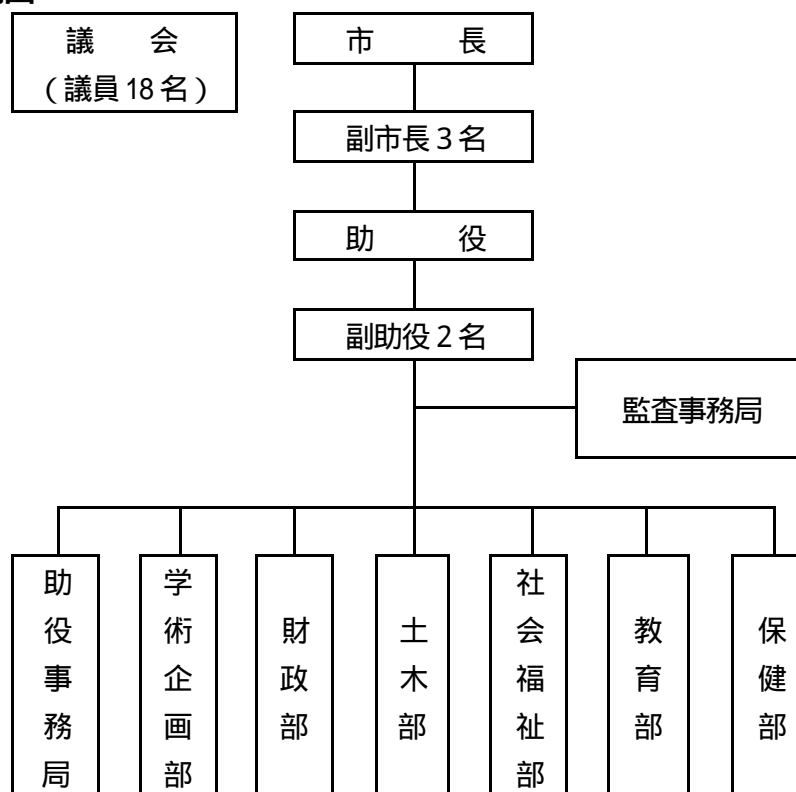 議　会
（議員18名）
市　長
副市長3名
助　役
副助役2名
監査事務局
助役事務局
学術企画部
財政部
土木部
社会福祉部
教育部
保健部